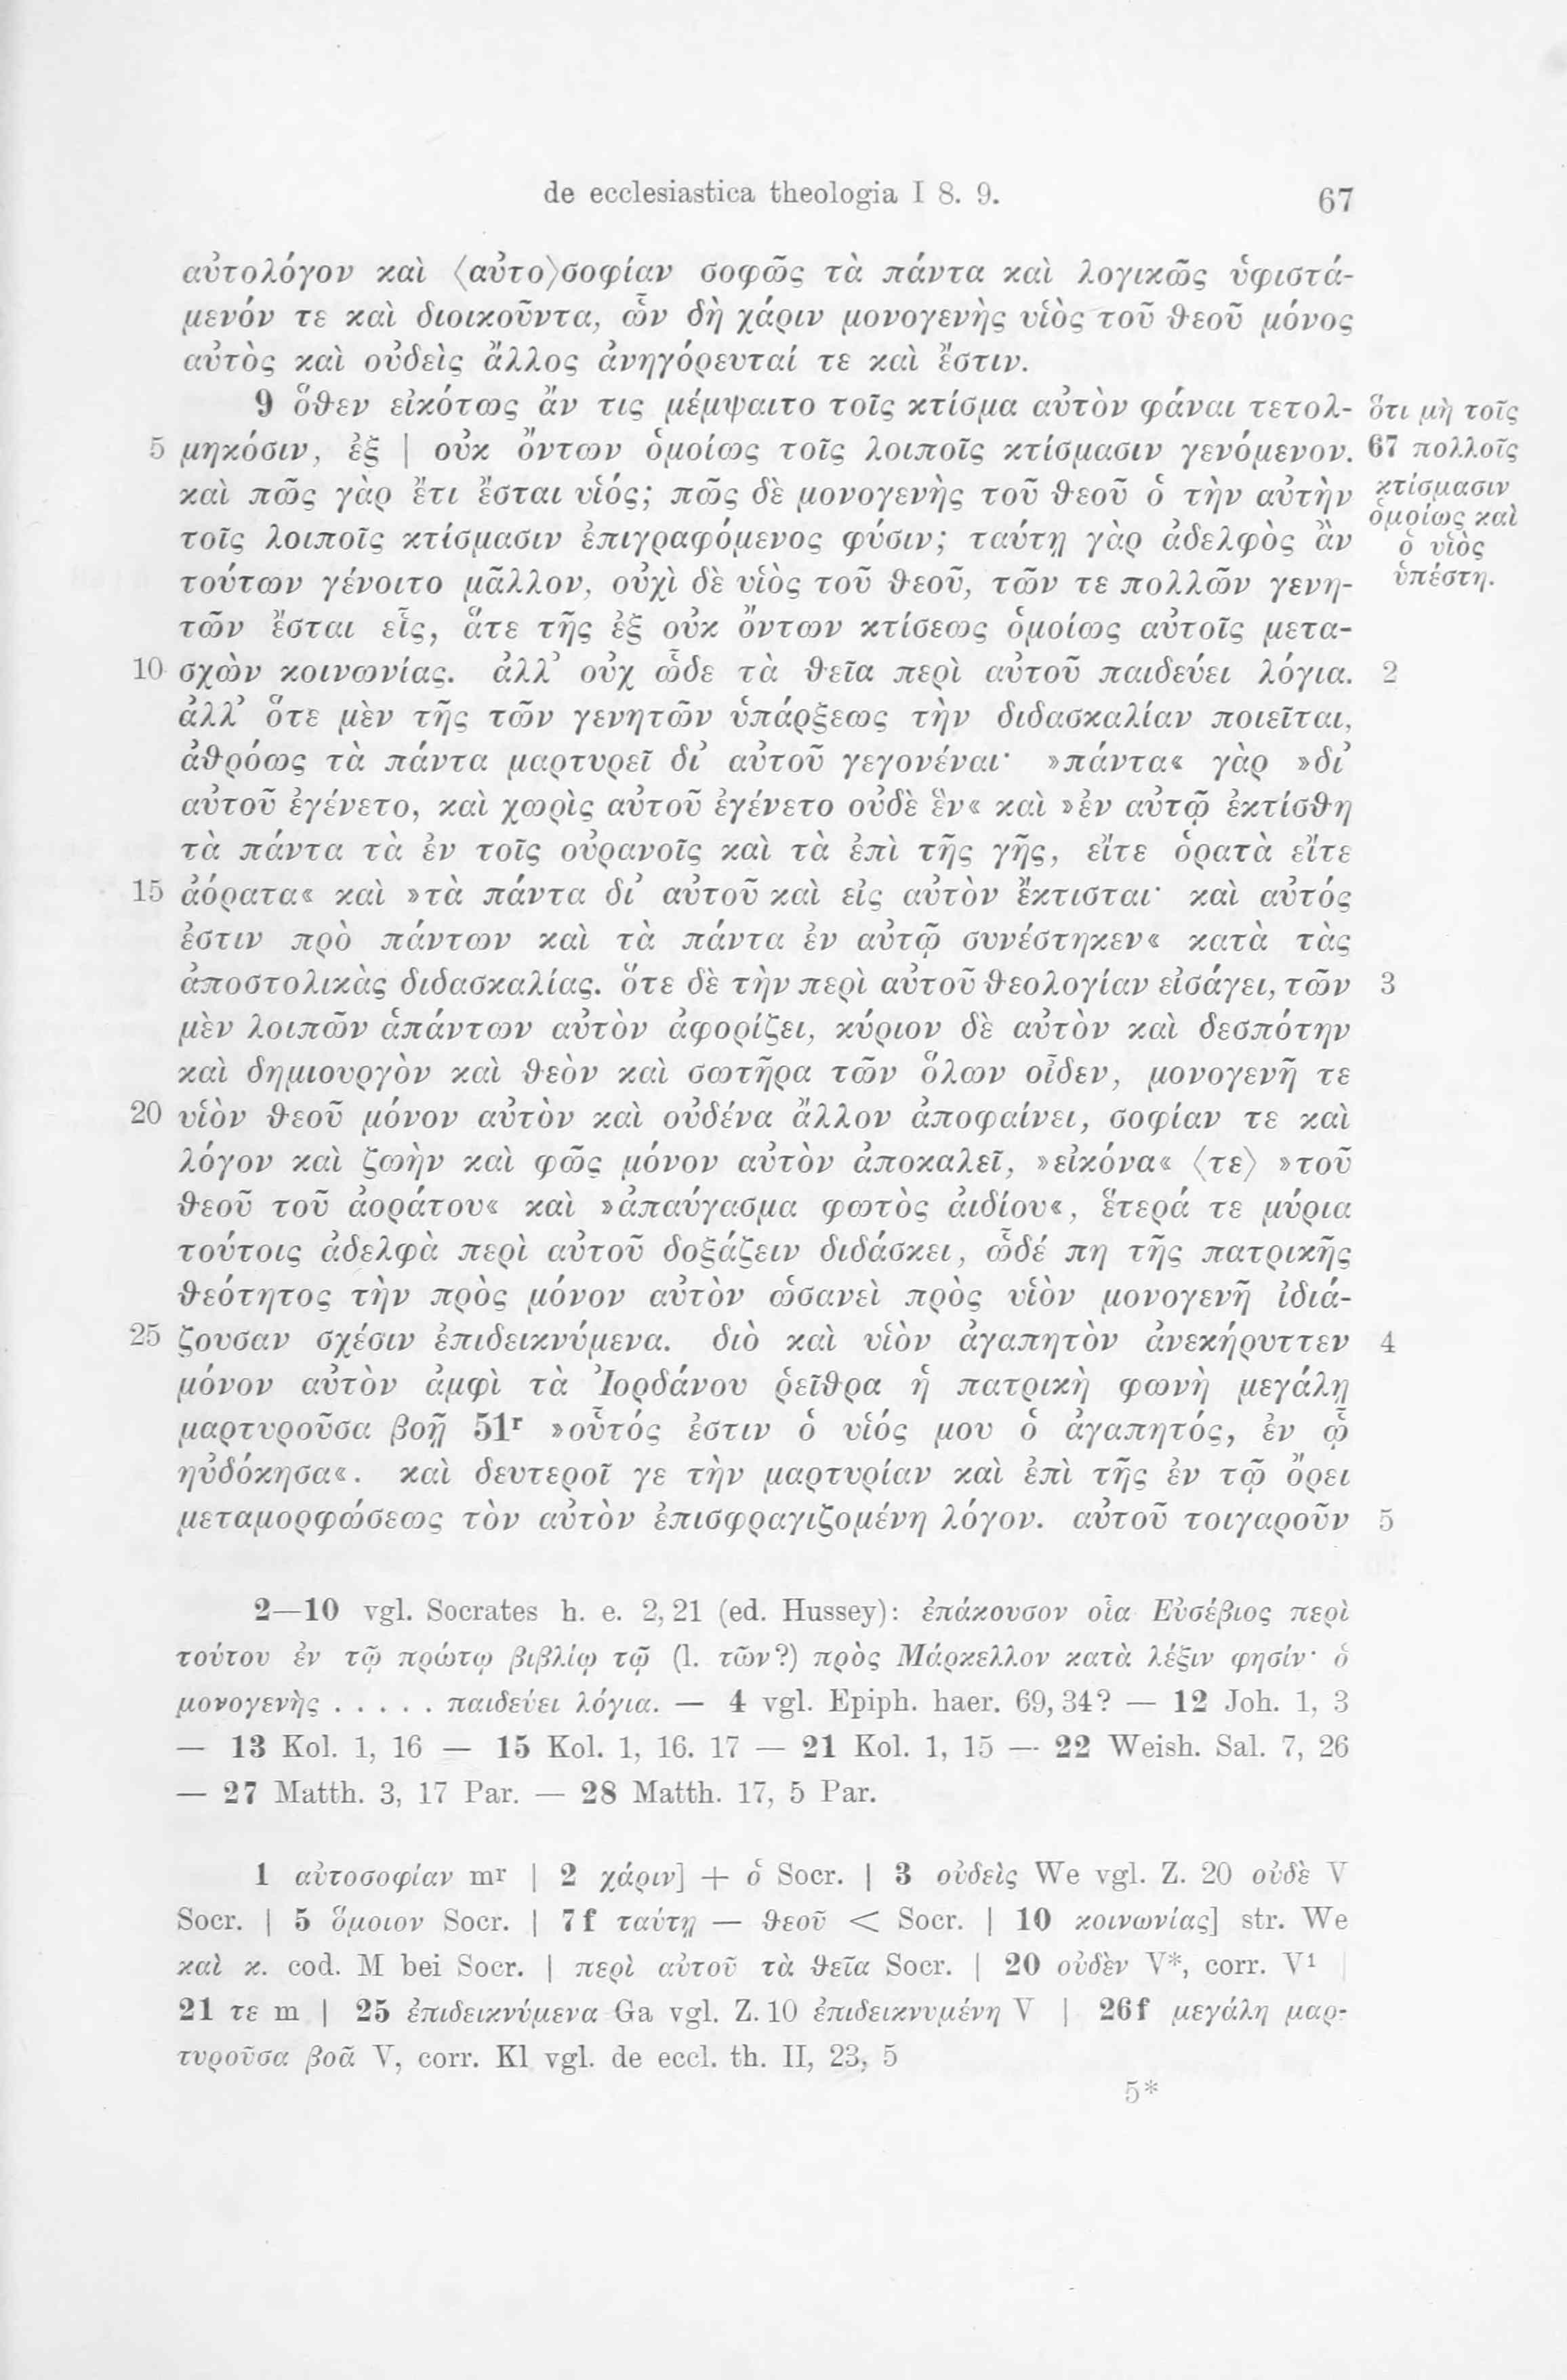 de ecclesiastica theologia I 8. 9. 67
αὐτολόγον καὶ ⟨αὐτο⟩σοφίαν σοφῶς τὰ πάντα καὶ λογικῶς ὑφιστά-
μενόν τε καὶ διοικοῦντα, ὧν δὴ χάριν μονογενὴς υἱὸς τοῦ θεοῦ μόνος
αὐτὸς καὶ οὐδεὶς ἄλλος ἀνηγόρευταί τε καὶ ἔστιν.
9 ὅθεν εἰκότως ἄν τις μέμψαιτο τοῖς κτίσμα αὐτὸν φάναι τετολ- ὅτι μὴ τοῖς
5 μηκόσιν, ἐξ | οὐκ ὄντων ὁμοίως τοῖς λοιποῖς κτίσμασιν γενόμενον. 67 πολλοῖς
καὶ πῶς γὰρ ἔτι ἔσται υἱός; πῶς δὲ μονογενὴς τοῦ θεοῦ ὁ τὴν αὐτὴν κτίσμασιν
ὁμοίως καὶ
τοῖς λοιποῖς κτίσμασιν ἐπιγραφόμενος φύσιν; ταύτῃ γὰρ ἀδελφὸς ἂν ὁ υἱὸς
τούτων γένοιτο μᾶλλον, οὐχὶ δὲ υἱὸς τοῦ θεοῦ, τῶν τε πολλῶν γενη- ὑπέστη.
τῶν ἔσται εἷς, ἅτε τῆς ἐξ οὐκ ὄντων κτίσεως ὁμοίως αὐτοῖς μετα-
10 σχὼν κοινωνίας. ἀλλ’ οὐχ ὧδε τὰ θεῖα περὶ αὐτοῦ παιδεύει λόγια. 2
ἀλλ’ ὅτε μὲν τῆς τῶν γενητῶν ὑπάρξεως τὴν διδασκαλίαν ποιεῖται,
ἀθρόως τὰ πάντα μαρτυρεῖ δι’ αὐτοῦ γεγονέναι· »πάντα« γὰρ »δι’
αὐτοῦ ἐγένετο, καὶ χωρὶς αὐτοῦ ἐγένετο οὐδὲ ἕν« καὶ »ἐν αὐτῷ ἐκτίσθη
τὰ πάντα τὰ ἐν τοῖς οὐρανοῖς καὶ τὰ ἐπὶ τῆς γῆς, εἴτε ὁρατὰ εἴτε
15 ἀόρατα« καὶ »τὰ πάντα δι’ αὐτοῦ καὶ εἰς αὐτὸν ἔκτισται· καὶ αὐτός
ἐστιν πρὸ πάντων καὶ τὰ πάντα ἐν αὐτῷ συνέστηκεν« κατὰ τὰς
ἀποστολικὰς διδασκαλίας. ὅτε δὲ τὴν περὶ αὐτοῦ θεολογίαν εἰσάγει, τῶν 3
μὲν λοιπῶν ἁπάντων αὐτὸν ἀφορίζει, κύριον δὲ αὐτὸν καὶ δεσπότην
καὶ δημιουργὸν καὶ θεὸν καὶ σωτῆρα τῶν ὅλων οἶδεν, μονογενῆ τε
20 υἱὸν θεοῦ μόνον αὐτὸν καὶ οὐδένα ἄλλον ἀποφαίνει, σοφίαν τε καὶ
λόγον καὶ ζωὴν καὶ φῶς μόνον αὐτὸν ἀποκαλεῖ, »εἰκόνα« ⟨τε⟩ »τοῦ
θεοῦ τοῦ ἀοράτου« καὶ »ἀπαύγασμα φωτὸς ἀιδίου«, ἕτερά τε μύρια
τούτοις ἀδελφὰ περὶ αὐτοῦ δοξάζειν διδάσκει, ὧδέ πη τῆς πατρικῆς
θεότητος τὴν πρὸς μόνον αὐτὸν ὡσανεὶ πρὸς υἱὸν μονογενῆ ἰδιά-
25 ζουσαν σχέσιν ἐπιδεικνύμενα. διὸ καὶ υἱὸν ἀγαπητὸν ἀνεκήρυττεν 4
μόνον αὐτὸν ἀμφὶ τὰ Ἰορδάνου ῥεῖθρα ἡ πατρικὴ φωνὴ μεγάλῃ
μαρτυροῦσα βοῇ 51r »οὗτός ἐστιν ὁ υἱός μου ὁ ἀγαπητός, ἐν ᾧ
ηὐδόκησα«. καὶ δευτεροῖ γε τὴν μαρτυρίαν καὶ ἐπὶ τῆς ἐν τῷ ὄρει
μεταμορφώσεως τὸν αὐτὸν ἐπισφραγιζομένη λόγον. αὐτοῦ τοιγαροῦν 5
2—10 vgl. Socrates h. e. 2, 21 (ed. Hussey): ἐπάκουσον οἷα Εὐσέβιος περὶ
τούτου ἐν τῷ πρώτῳ βιβλίῳ τῷ (l. τῶν?) πρὸς Μάρκελλον κατὰ λέξιν φησίν· ὁ
μονογενὴς . . . . . παιδεύει λόγια. — 4 vgl. Epiph. haer. 69, 34? — 12 Joh. 1, 3
— 13 Kol. 1, 16 — 15 Kol. 1, 16. 17 — 21 Kol. 1, 15 — 22 Weish. Sal. 7, 26
— 27 Matth. 3, 17 Par. — 28 Matth. 17, 5 Par.
1 αὐτοσοφίαν mr | 2 χάριν] + ὁ Socr. | 3 οὐδεὶς We vgl. Z. 20 οὐδὲ V
Socr. | 5 ὅμοιον Socr. | 7 f ταύτῃ — θεοῦ < Socr. | 10 κοινωνίας] str. We
καὶ κ. cod. M bei Socr. | περὶ αὐτοῦ τὰ θεῖα Socr. | 20 οὐδὲν V*, corr. V1 |
21 τε m | 25 ἐπιδεικνύμενα Ga vgl. Z. 10 ἐπιδεικνυμένη V | 26 f μεγάλη μαρ-
τυροῦσα βοᾶ V, corr. Kl vgl. de eccl. th. II, 23, 5
5*